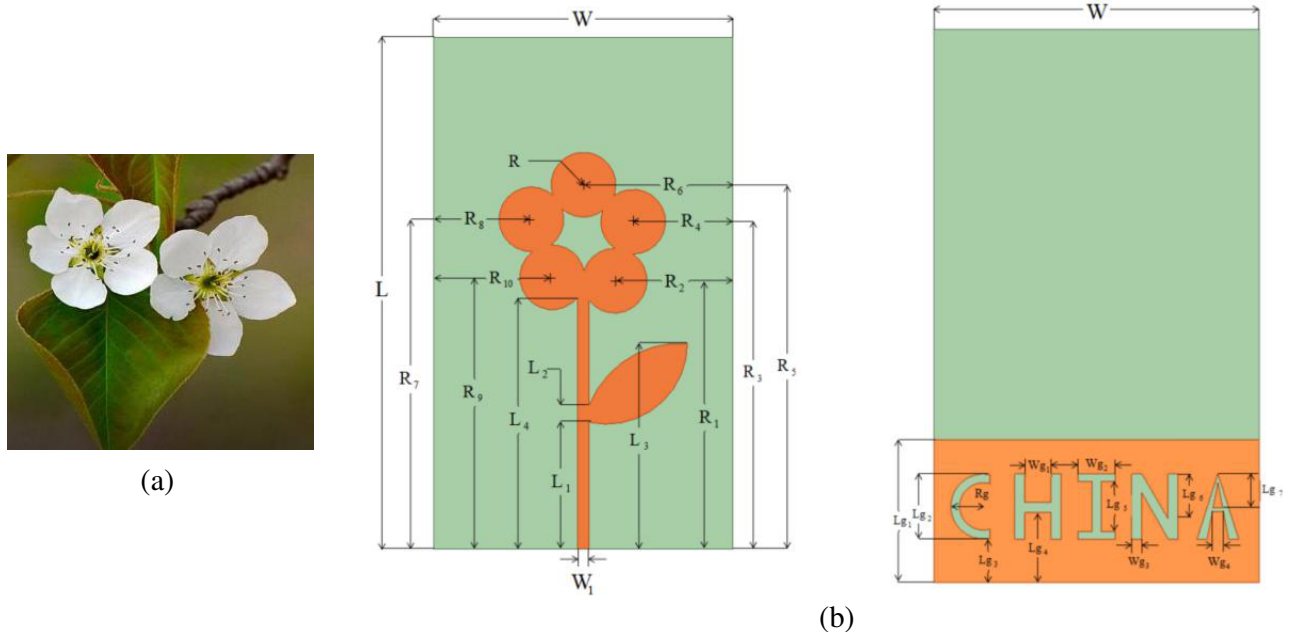 W
L
R
R₆
R₈
R₄
R₁₀
R₂
R₇
R₉
L₄
L₂
L₁
L₃
R₁
R₃
R₅
W₁
(a)
W
CHINA
Lg₁
Lg₂
Lg₃
Rg
Wg₁
Lg₄
Wg₂
Lg₅
Wg₃
Lg₆
Wg₄
Lg₇
(b)